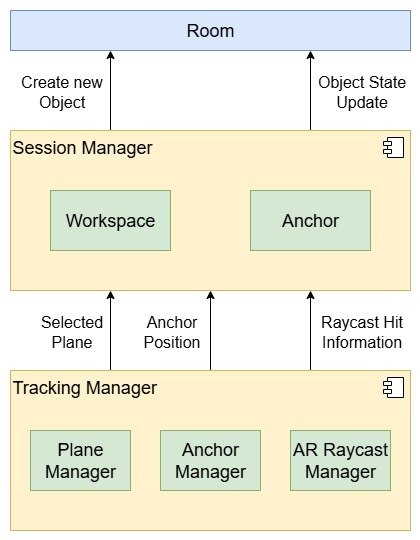 Room
Create new
Object
Object State
Update
Session Manager
Workspace
Anchor
Selected
Plane
Anchor
Position
Raycast Hit
Information
Tracking Manager
Plane
Manager
Anchor
Manager
AR Raycast
Manager